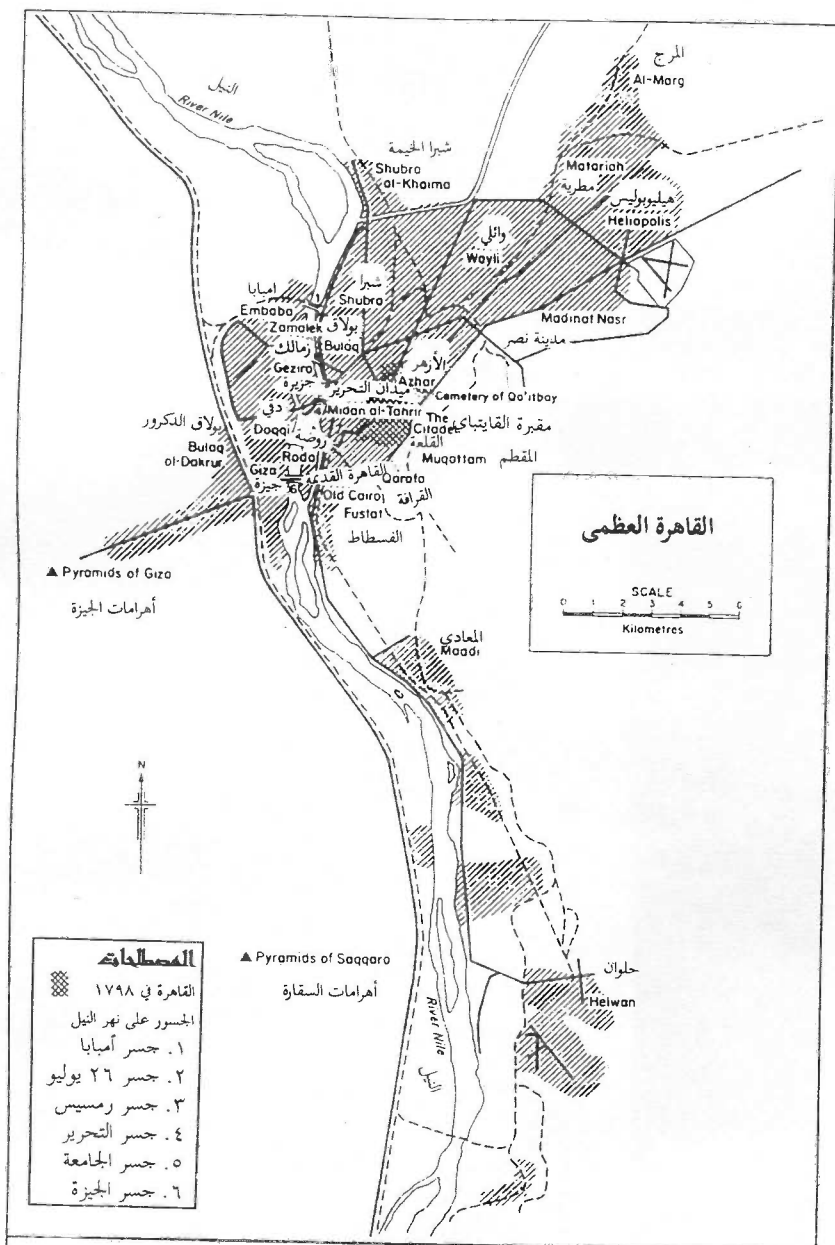 المرج
Al-Marg
النيل
River Nile
شبرا الخيمة
Shubra
al-Khaima
Matariah
مطرية
هيليوبوليس
Heliopolis
وائلي
Wayli
شبرا
Shubra
امبابا
Embaba
1
Zamalek
بولاق
Bulaq
زمالك
Madinat Nasr
مدينة نصر
الأزهر
Azhar
Gezira
جزيرة
ميدان التحرير
Midan al-Tahrir
Cemetery of Qa'itbay
مقبرة القايتباي
The
Citadel
القلعة
دقي
Doqqi
روضة
Roda
المقطم
Muqattam
بولاق الدكرور
Bulaq
al-Dakrur
Giza
جيزة
6
القاهرة القديمة
Old Cairo
Qarafa
القرافة
Fustat
الفسطاط
▲ Pyramids of Giza
أهرامات الجيزة
القاهرة العظمى
SCALE
0 1 2 3 4 5 6
Kilometres
المعادي
Maadi
N
▲ Pyramids of Saqqara
أهرامات السقارة
حلوان
Helwan
River Nile
النيل
المصطلحات
القاهرة في ١٧٩٨
الجسور على نهر النيل
١. جسر أمبابا
٢. جسر ٢٦ يوليو
٣. جسر رمسيس
٤. جسر التحرير
٥. جسر الجامعة
٦. جسر الجيزة